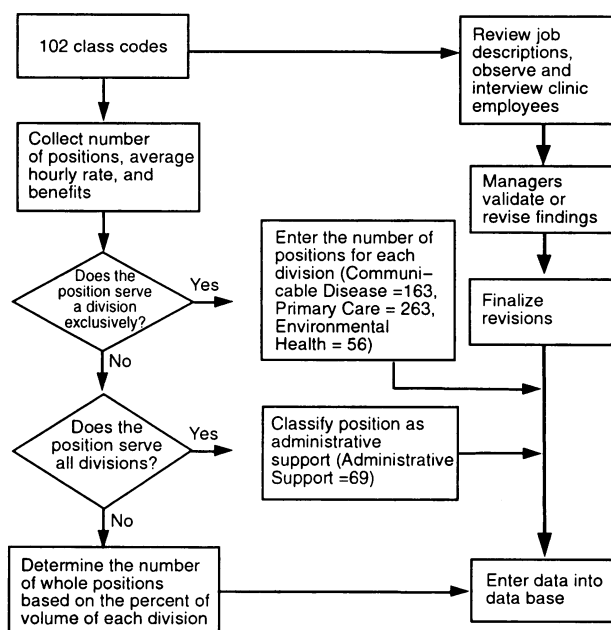 102 class codes
Review job
descriptions,
observe and
interview clinic
employees
Collect number
of positions, average
hourly rate, and
benefits
Managers
validate or
revise findings
Does the
position serve
a division
exclusively?
Yes
No
Enter the number of
positions for each
division (Communi-
cable Disease =163,
Primary Care = 263,
Environmental
Health = 56)
Finalize
revisions
Does the
position serve
all divisions?
Yes
No
Classify position as
administrative
support (Administrative
Support =69)
Determine the number
of whole positions
based on the percent of
volume of each division
Enter data into
data base